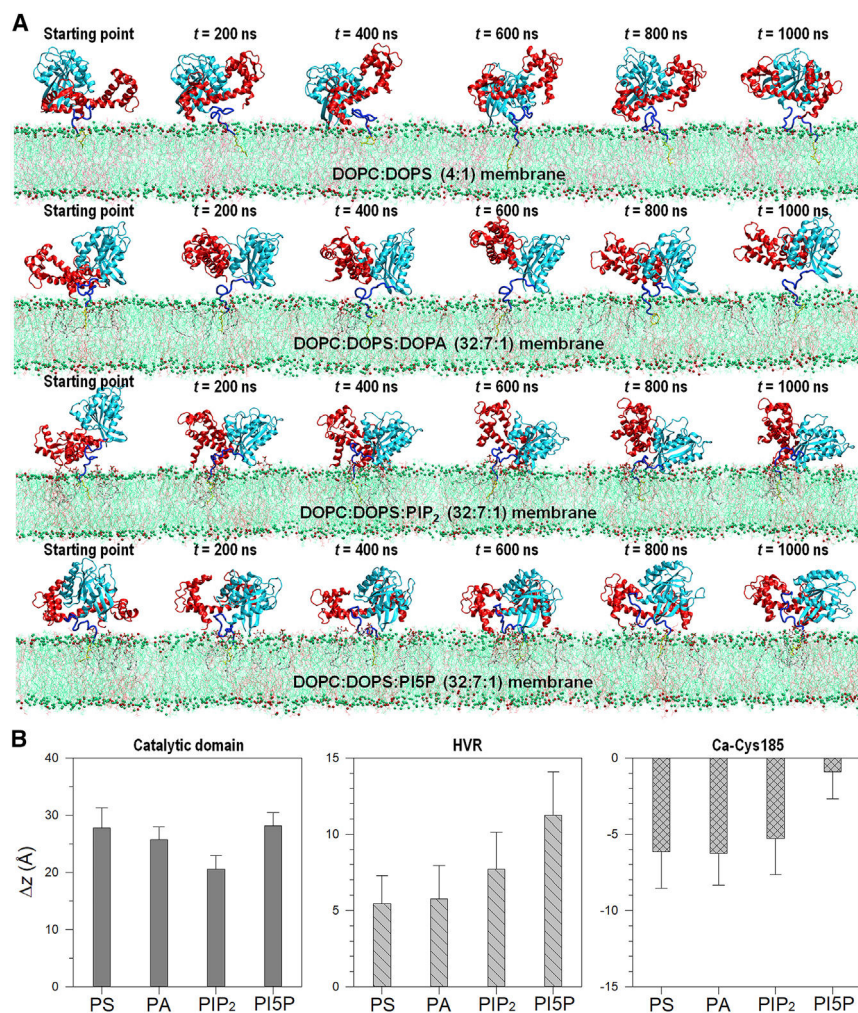 A
Starting point t = 200 ns t = 400 ns t = 600 ns t = 800 ns t = 1000 ns
DOPC:DOPS (4:1) membrane
Starting point t = 200 ns t = 400 ns t = 600 ns t = 800 ns t = 1000 ns
DOPC:DOPS:DOPA (32:7:1) membrane
Starting point t = 200 ns t = 400 ns t = 600 ns t = 800 ns t = 1000 ns
DOPC:DOPS:PIP₂ (32:7:1) membrane
Starting point t = 200 ns t = 400 ns t = 600 ns t = 800 ns t = 1000 ns
DOPC:DOPS:PI5P (32:7:1) membrane
B
Catalytic domain HVR Ca-Cys185
Δz (Å)
40 15 0
30 10 -5
20
10 5 -10
0 0 -15
PS PA PIP₂ PI5P PS PA PIP₂ PI5P PS PA PIP₂ PI5P